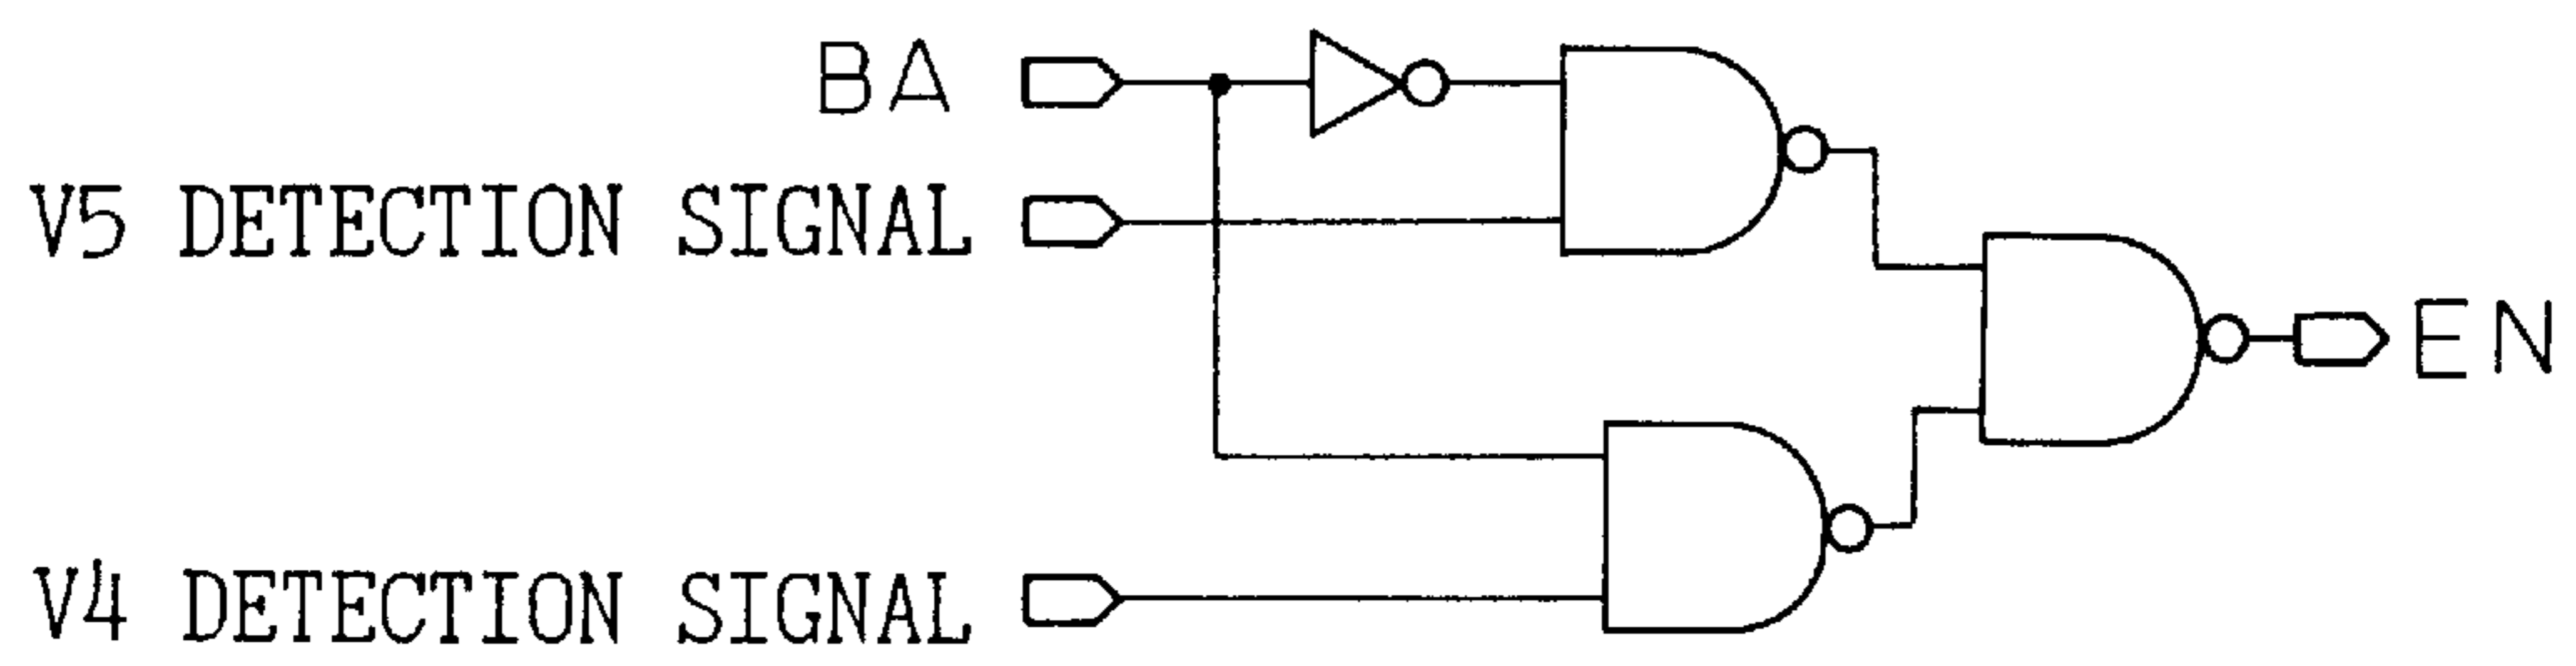 BA
V5 DETECTION SIGNAL
EN
V4 DETECTION SIGNAL